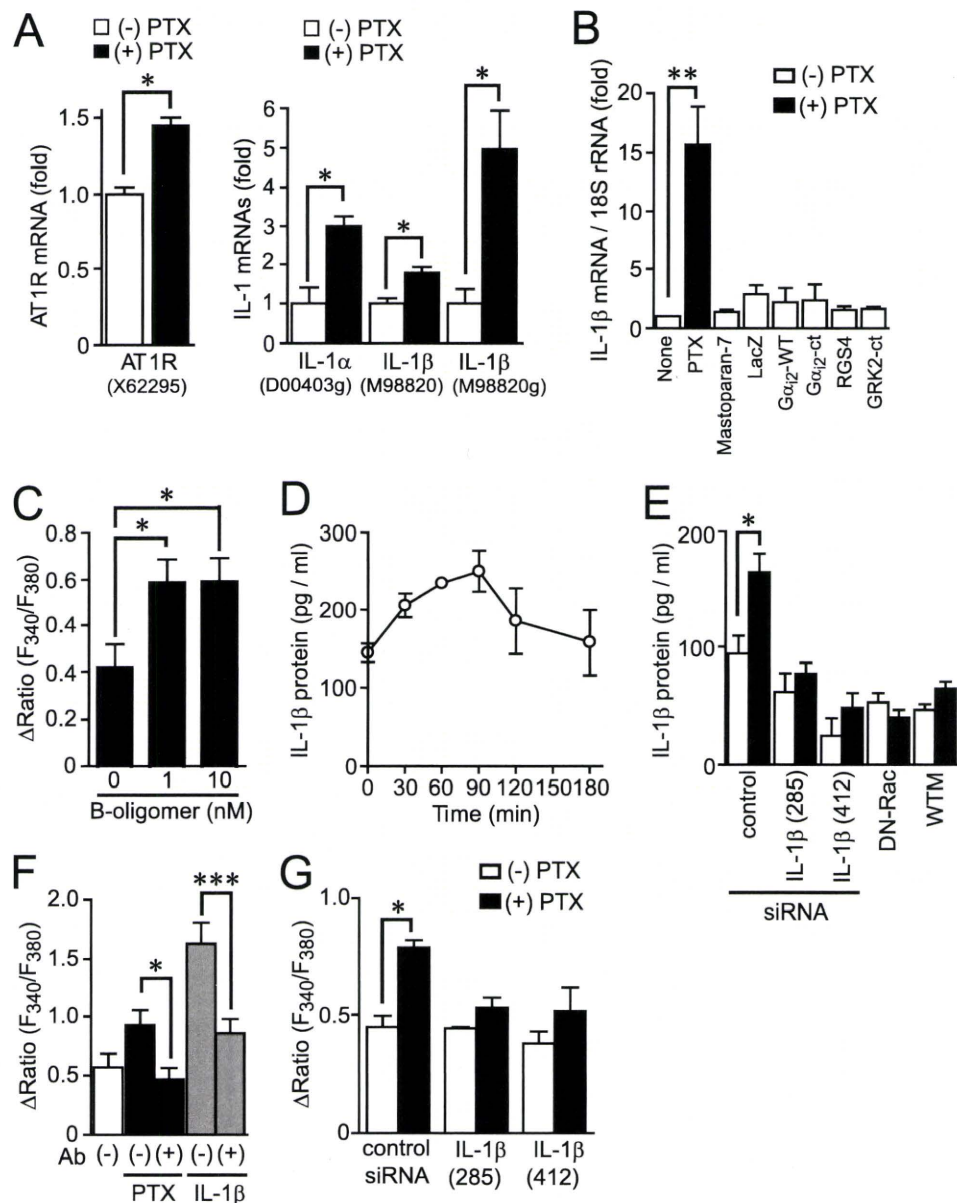 A
(-) PTX
(+) PTX
*
AT1R mRNA (fold)
1.5
1.0
0.5
0
AT1R
(X62295)
(-) PTX
(+) PTX
*
*
*
IL-1 mRNAs (fold)
6
5
4
3
2
1
0
IL-1α
(D00403g)
IL-1β
(M98820)
IL-1β
(M98820g)
B
(-) PTX
(+) PTX
**
IL-1β mRNA / 18S rRNA (fold)
20
15
10
5
0
None
PTX
Mastoparan-7
LacZ
Gαi2-WT
Gαi2-ct
RGS4
GRK2-ct
C
*
*
ΔRatio (F340/F380)
0.8
0.6
0.4
0.2
0
0 1 10
B-oligomer (nM)
D
IL-1β protein (pg / ml)
300
200
100
0
0 30 60 90 120 150 180
Time (min)
E
*
IL-1β protein (pg / ml)
200
100
0
control
IL-1β (285)
IL-1β (412)
DN-Rac
WTM
siRNA
F
***
*
ΔRatio (F340/F380)
2.0
1.5
1.0
0.5
0
Ab (-) (-) (+) (-) (+)
PTX IL-1β
G
(-) PTX
(+) PTX
*
ΔRatio (F340/F380)
1.0
0.5
0
control
siRNA
IL-1β
(285)
IL-1β
(412)